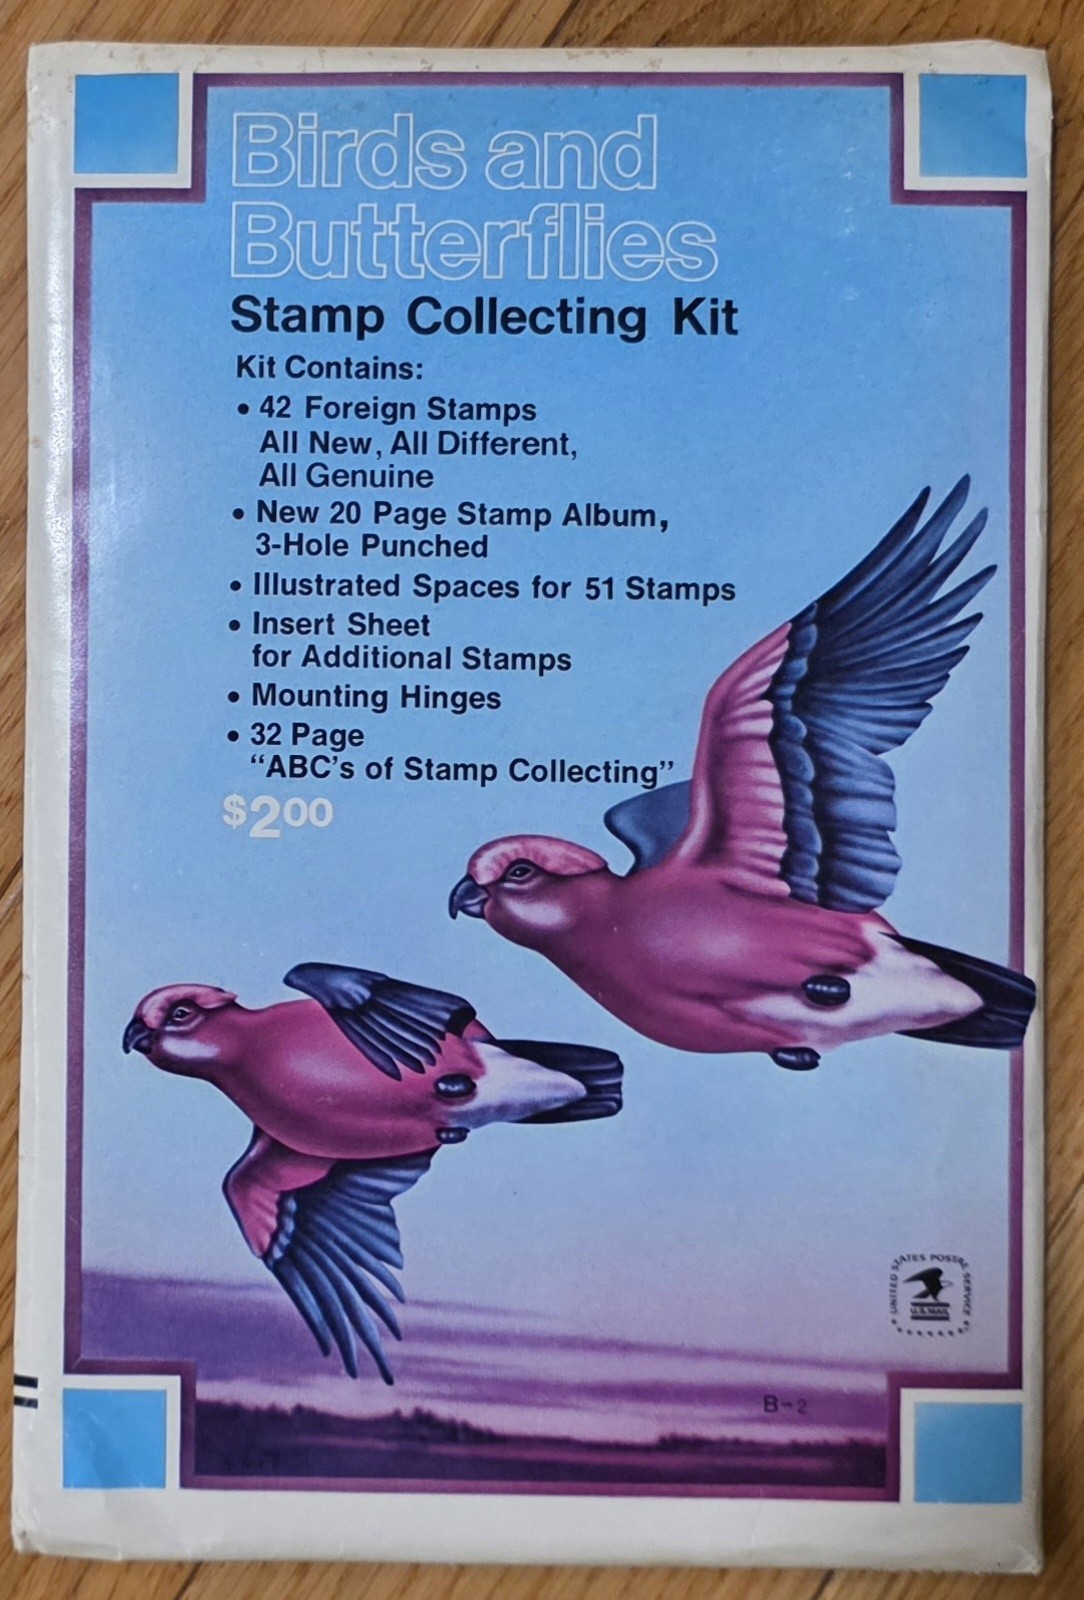 Birds and
Butterflies
Stamp Collecting Kit
Kit Contains:
• 42 Foreign Stamps
All New, All Different,
All Genuine
• New 20 Page Stamp Album,
3-Hole Punched
• Illustrated Spaces for 51 Stamps
• Insert Sheet
for Additional Stamps
• Mounting Hinges
• 32 Page
“ABC's of Stamp Collecting”
$200
UNITED STATES POSTAL SERVICE
U.S.MAIL
B-2